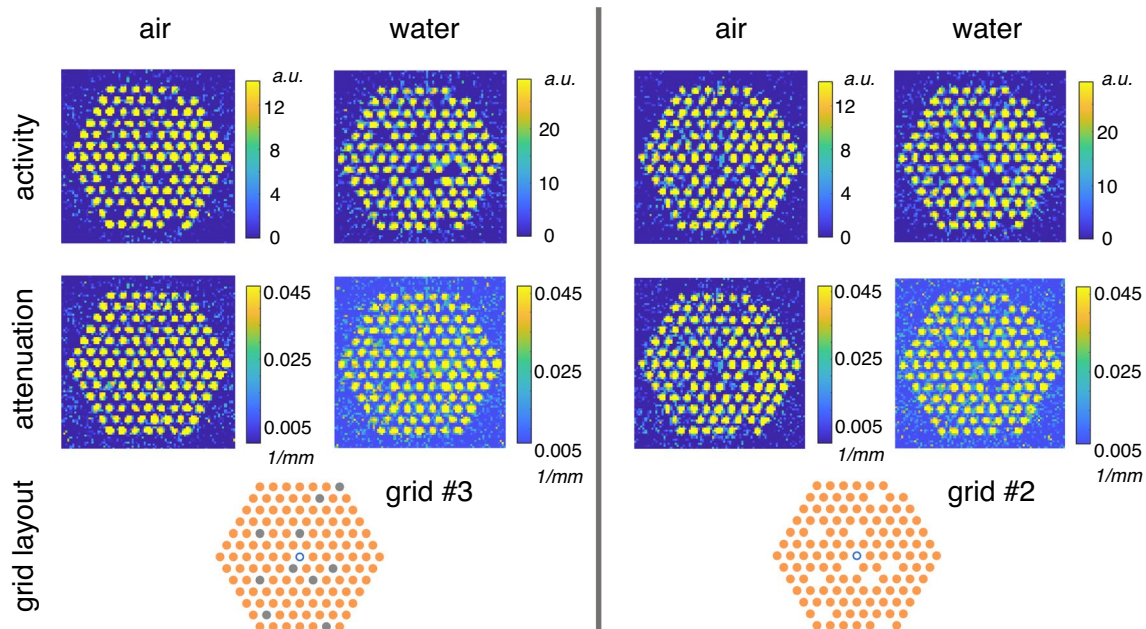 air water air water
activity
a.u. a.u. a.u. a.u.
12 20 12 20
8 8
10 10
4 4
0 0 0 0
attenuation
0.045 0.045 0.045 0.045
0.025 0.025 0.025 0.025
0.005 0.005 0.005 0.005
1/mm 1/mm 1/mm 1/mm
grid layout
grid #3 grid #2